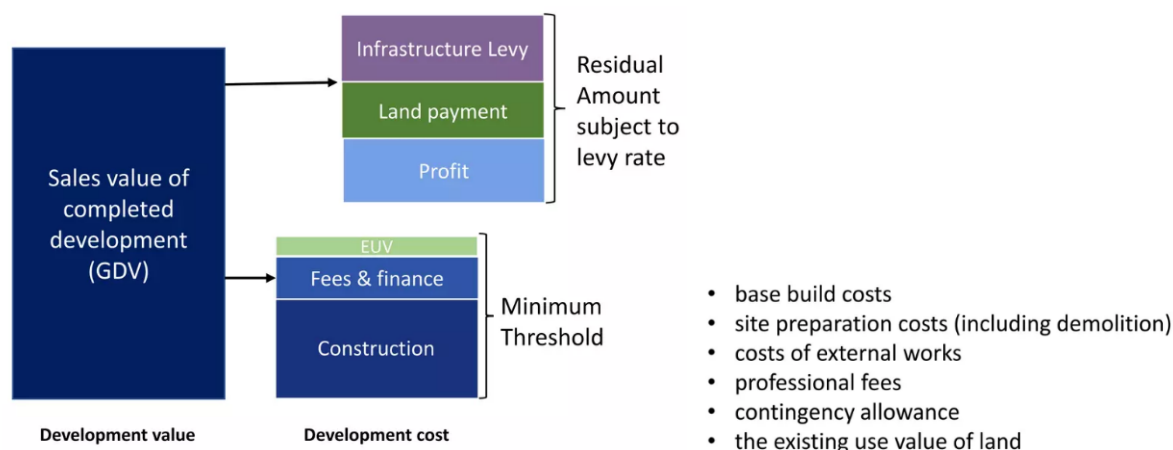 Sales value of
completed
development
(GDV)
Development value
Infrastructure Levy
Land payment
Profit
Residual
Amount
subject to
levy rate
EUV
Fees & finance
Construction
Minimum
Threshold
Development cost
• base build costs
• site preparation costs (including demolition)
• costs of external works
• professional fees
• contingency allowance
• the existing use value of land